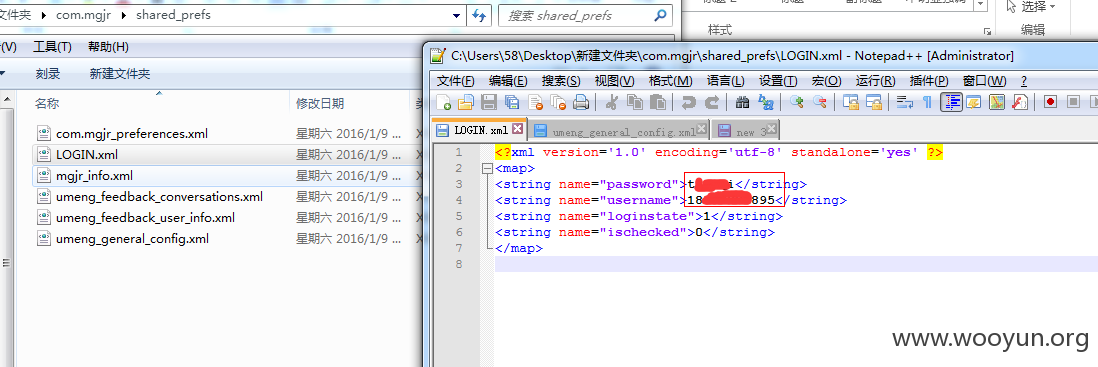 文件夹 ▸ com.mgjr ▸ shared_prefs
搜索 shared_prefs
(V) 工具(T) 帮助(H)
刻录 新建文件夹
名称 修改日期
com.mgjr_preferences.xml 星期六 2016/1/9 ...
LOGIN.xml 星期六 2016/1/9 ...
mgjr_info.xml 星期六 2016/1/9 ...
umeng_feedback_conversations.xml 星期六 2016/1/9 ...
umeng_feedback_user_info.xml 星期六 2016/1/9 ...
umeng_general_config.xml 星期六 2016/1/9 ...
样式
选择
编辑
C:\Users\58\Desktop\新建文件夹\com.mgjr\shared_prefs\LOGIN.xml - Notepad++ [Administrator]
文件(F) 编辑(E) 搜索(S) 视图(V) 格式(M) 语言(L) 设置(T) 宏(O) 运行(R) 插件(P) 窗口(W) ?
LOGIN.xml umeng_general_config.xml new 3
1 <?xml version='1.0' encoding='utf-8' standalone='yes' ?>
2 <map>
3 <string name="password">t i</string>
4 <string name="username">18 895</string>
5 <string name="loginstate">1</string>
6 <string name="ischecked">0</string>
7 </map>
8
www.wooyun.org